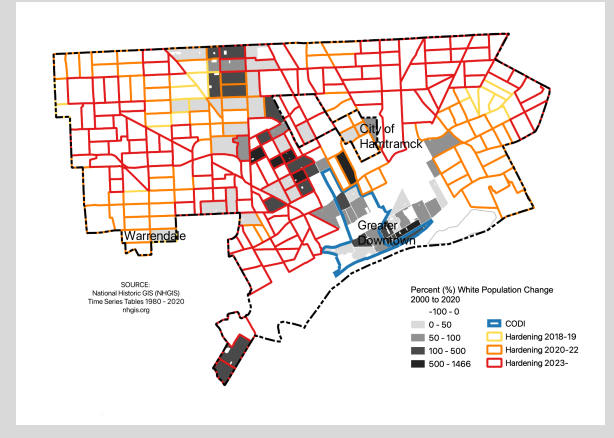 City of
Hamtramck
Greater
Downtown
Warrendale
SOURCE:
National Historic GIS (NHGIS)
Time Series Tables 1980 - 2020
nhgis.org
Percent (%) White Population Change
2000 to 2020
-100 - 0
0 - 50
50 - 100
100 - 500
500 - 1466
CODI
Hardening 2018-19
Hardening 2020-22
Hardening 2023-